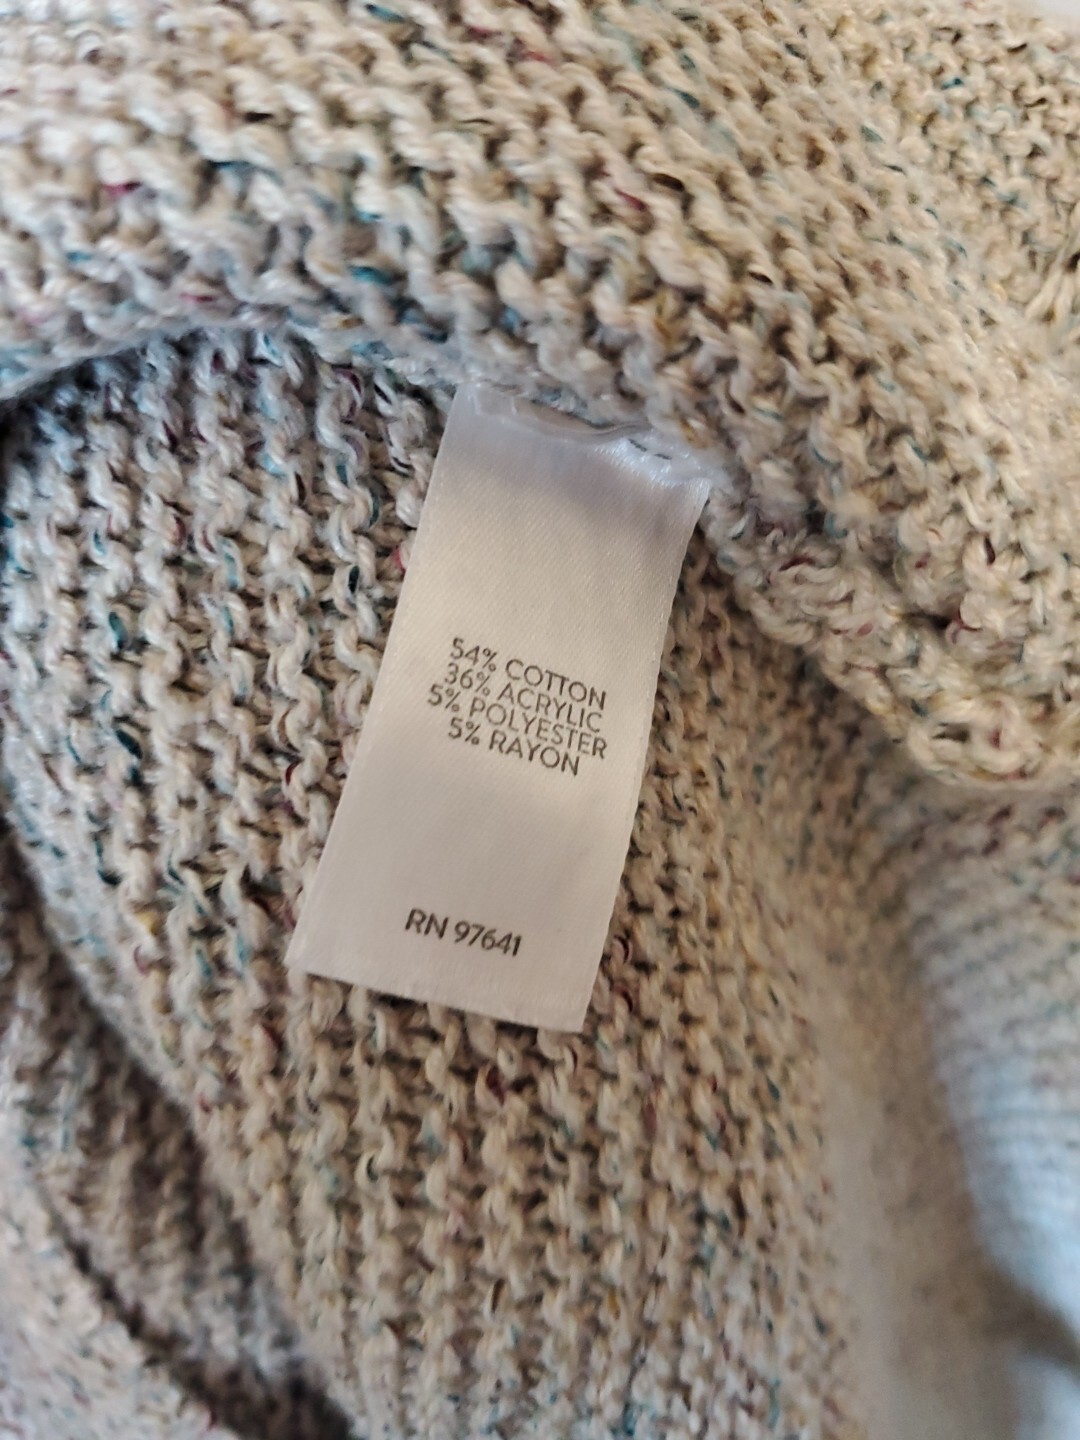 54% COTTON
36% ACRYLIC
5% POLYESTER
5% RAYON
RN 97641